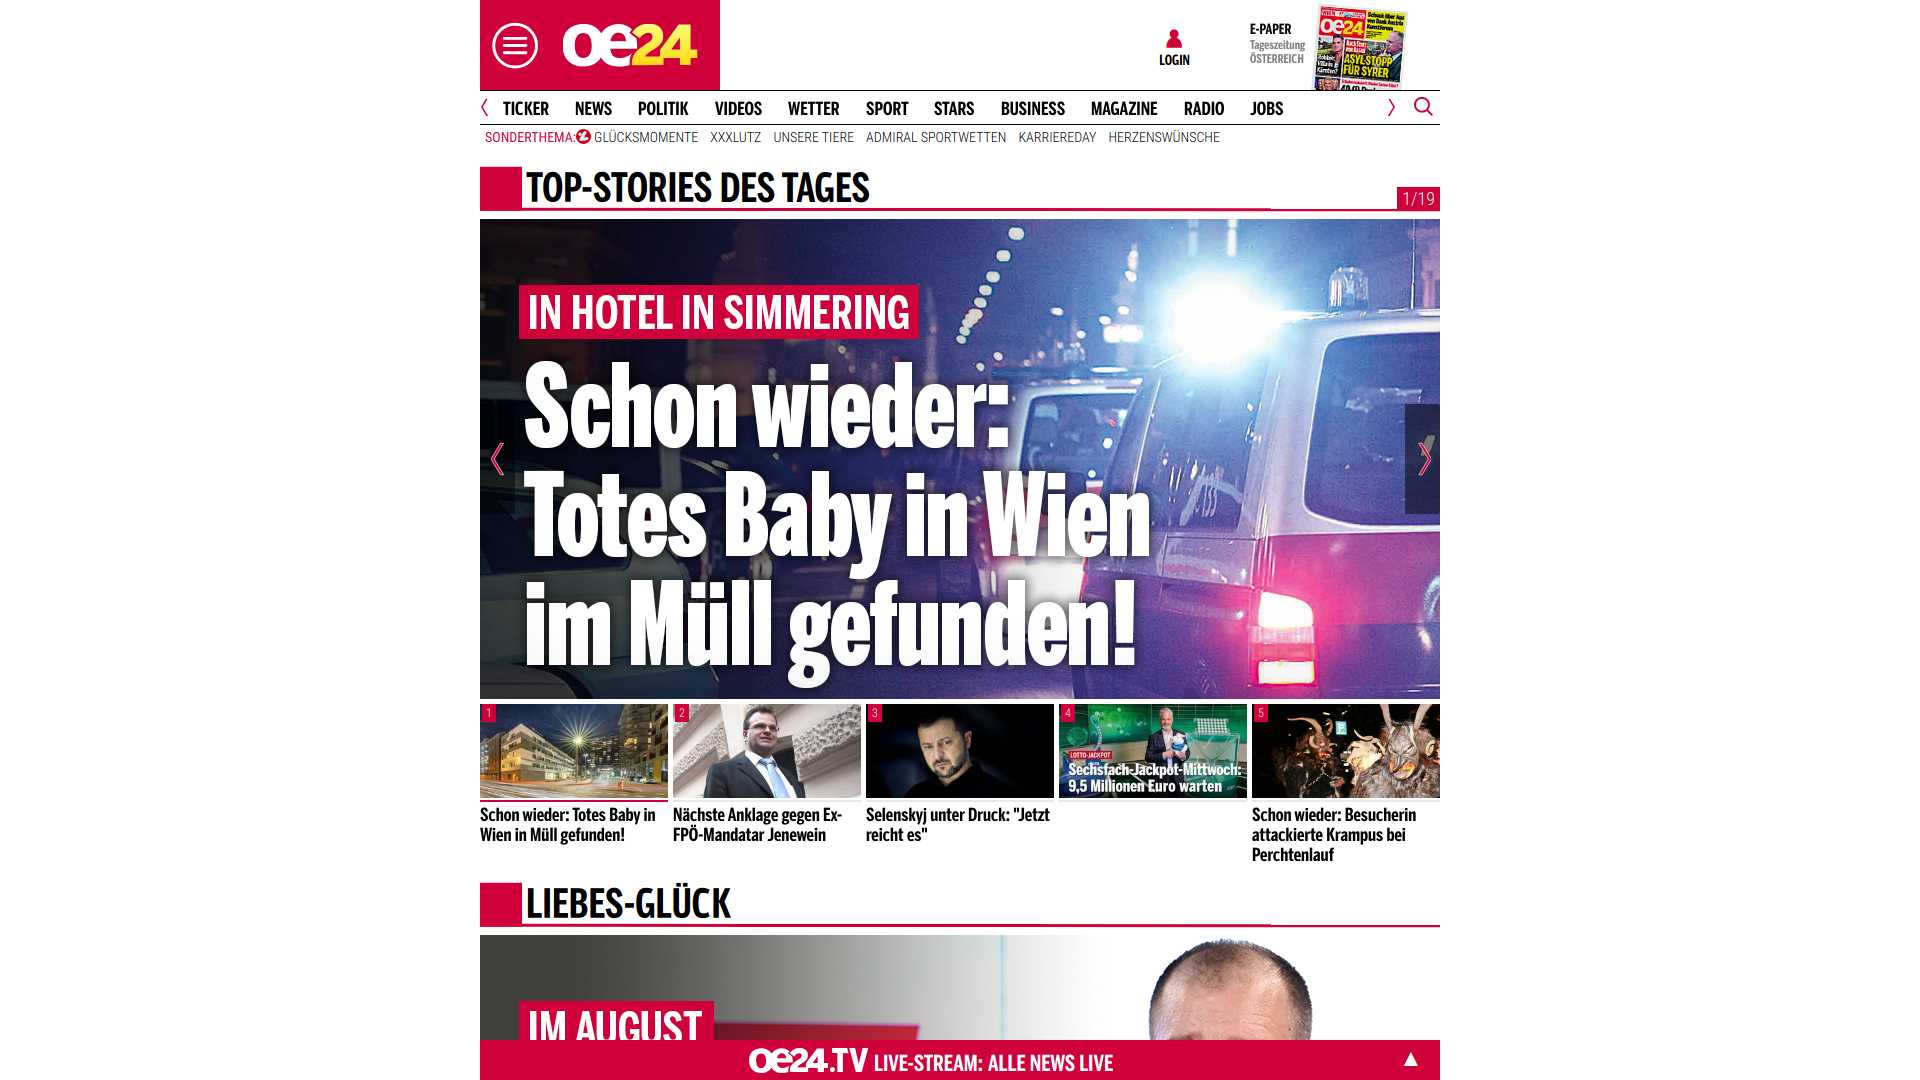 oe24
LOGIN
E-PAPER
Tageszeitung
ÖSTERREICH
oe24
ASYL-STOPP
FÜR SYRER
TICKER NEWS POLITIK VIDEOS WETTER SPORT STARS BUSINESS MAGAZINE RADIO JOBS
SONDERTHEMA: GLÜCKSMOMENTE XXXLUTZ UNSERE TIERE ADMIRAL SPORTWETTEN KARRIEREDAY HERZENSWÜNSCHE
TOP-STORIES DES TAGES
1/19
IN HOTEL IN SIMMERING
Schon wieder:
Totes Baby in Wien
im Müll gefunden!
1
2
3
4
5
LOTTO-JACKPOT
Sechsfach-Jackpot-Mittwoch:
9,5 Millionen Euro warten
Schon wieder: Totes Baby in
Wien in Müll gefunden!
Nächste Anklage gegen Ex-
FPÖ-Mandatar Jenewein
Selenskyj unter Druck: "Jetzt
reicht es"
Schon wieder: Besucherin
attackierte Krampus bei
Perchtenlauf
LIEBES-GLÜCK
IM AUGUST
oe24.TV LIVE-STREAM: ALLE NEWS LIVE